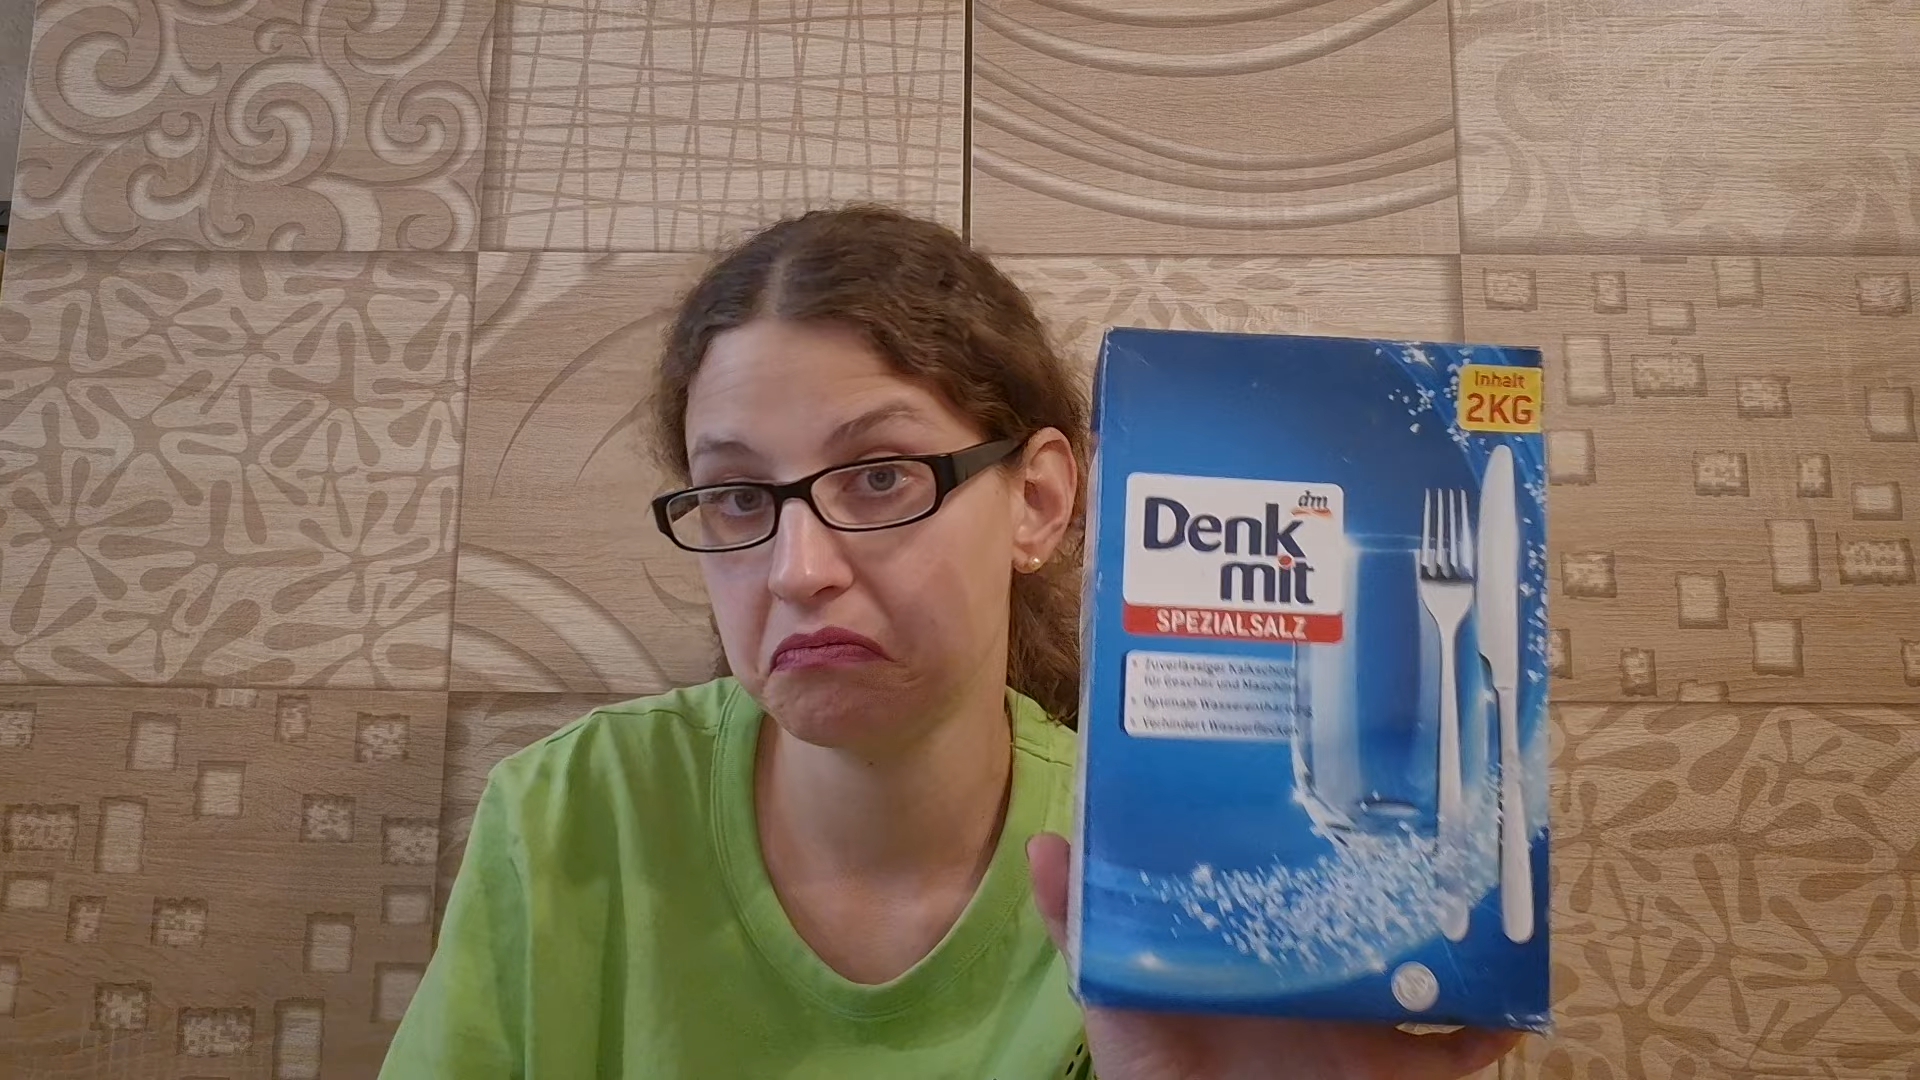 Inhalt
2KG
dm
Denk
mit
SPEZIALSALZ
Zuverlässiger Kalkschutz
für Geschirr und Maschine
Optimale Wasserenthärtung
Verhindert Wasserflecken